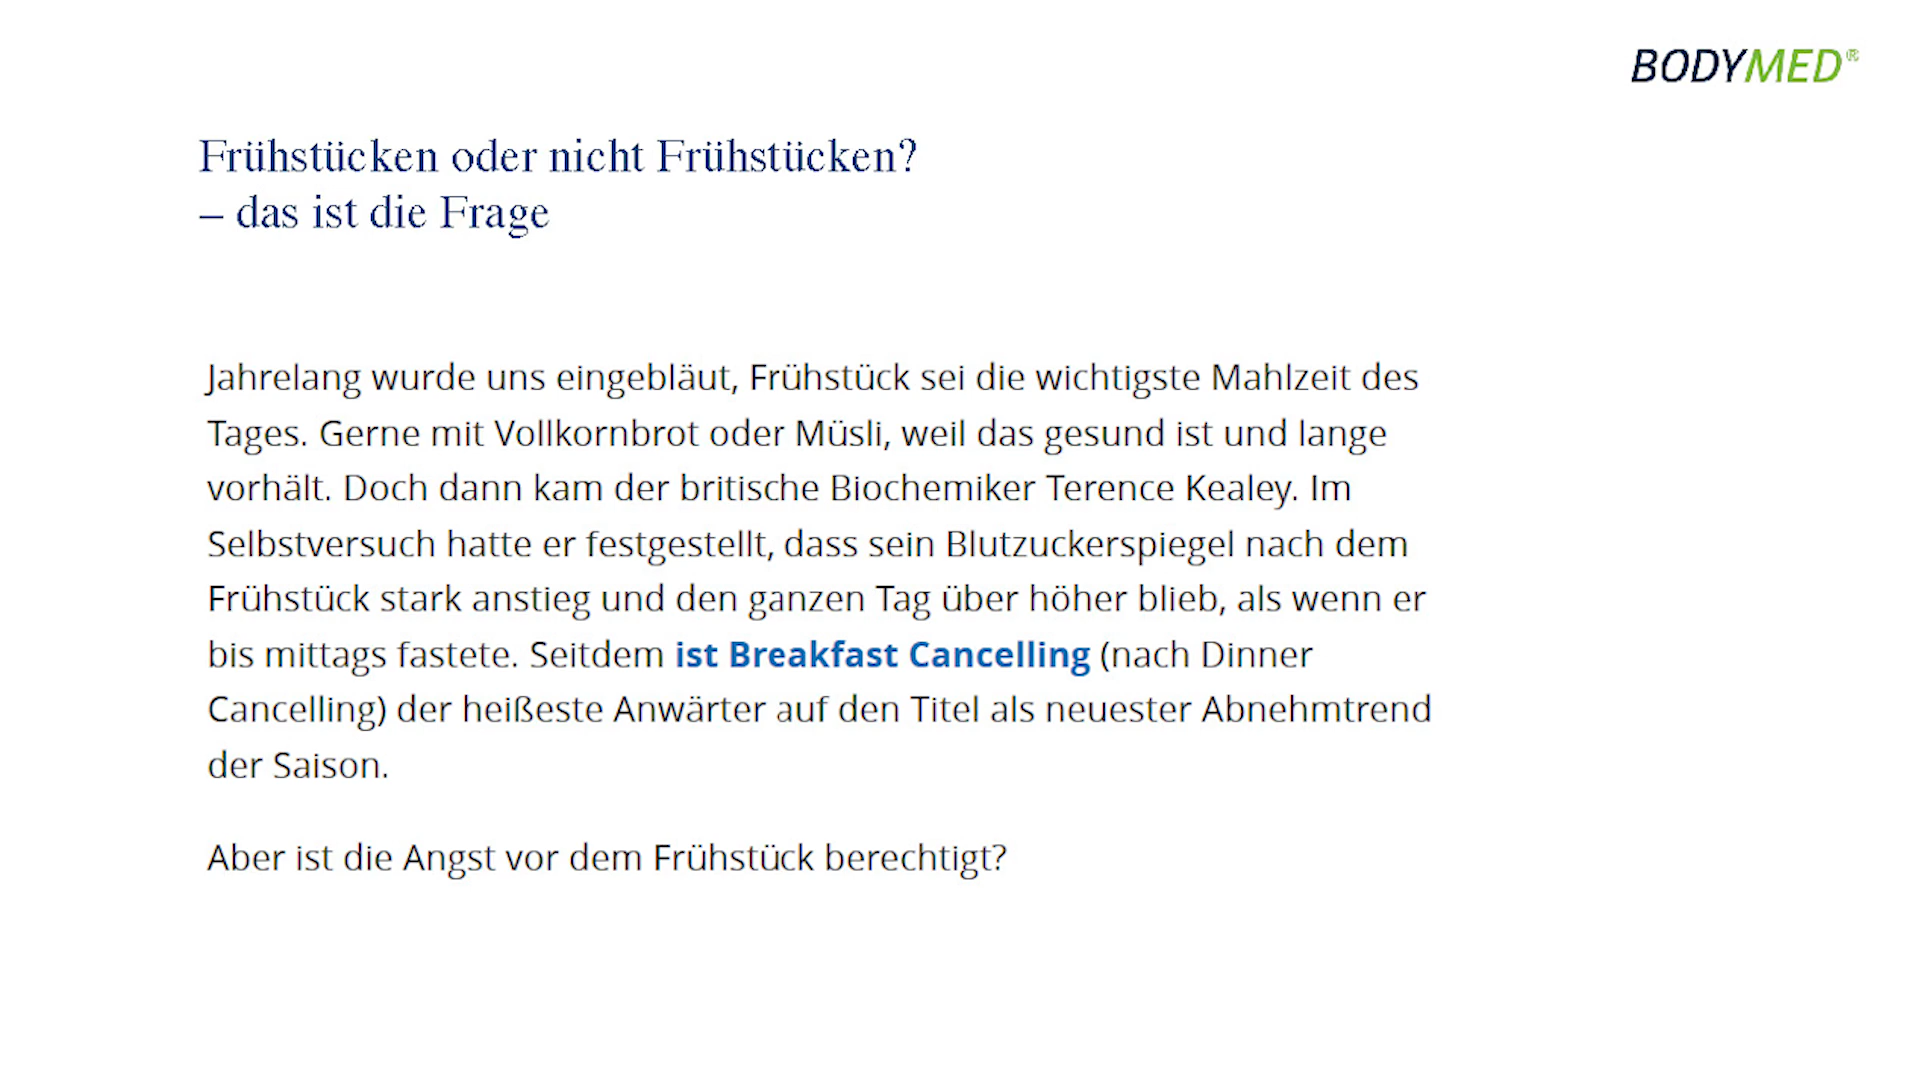 BODYMED®
Frühstücken oder nicht Frühstücken?
– das ist die Frage
Jahrelang wurde uns eingebläut, Frühstück sei die wichtigste Mahlzeit des
Tages. Gerne mit Vollkornbrot oder Müsli, weil das gesund ist und lange
vorhält. Doch dann kam der britische Biochemiker Terence Kealey. Im
Selbstversuch hatte er festgestellt, dass sein Blutzuckerspiegel nach dem
Frühstück stark anstieg und den ganzen Tag über höher blieb, als wenn er
bis mittags fastete. Seitdem ist Breakfast Cancelling (nach Dinner
Cancelling) der heißeste Anwärter auf den Titel als neuester Abnehmtrend
der Saison.
Aber ist die Angst vor dem Frühstück berechtigt?